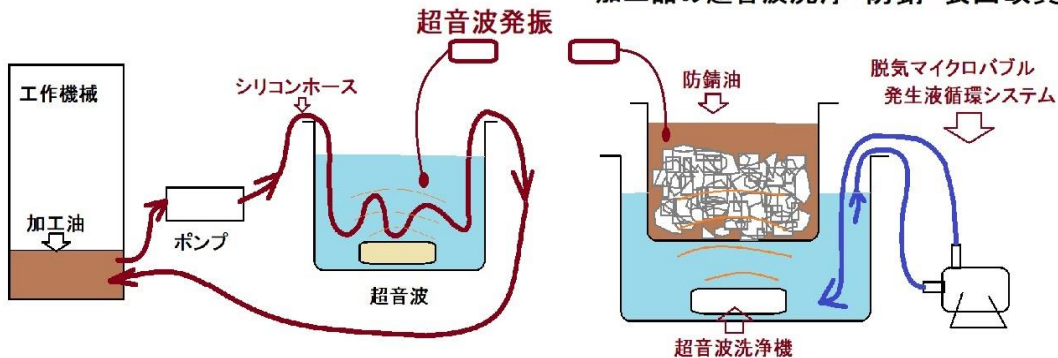 超音波発振
工作機械
シリコンホース
加工油
ポンプ
超音波
防錆油
脱気マイクロバブル
発生液循環システム
超音波洗浄機